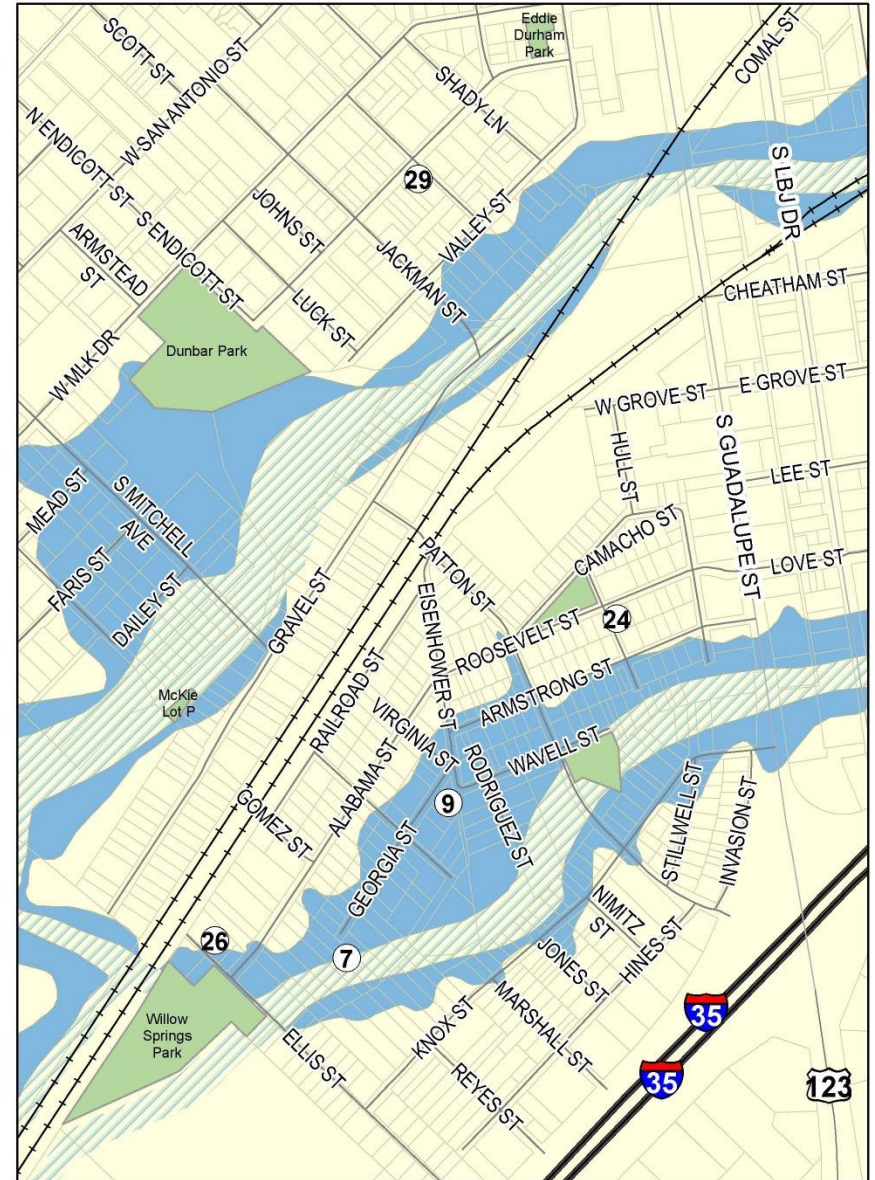 Eddie
Durham
Park
COMAL ST
SCOTT ST
W SAN ANTONIO ST
SHADY LN
N ENDICOTT ST
29
S LBJ DR
JOHNS ST
VALLEY ST
ARMSTEAD
ST
S ENDICOTT ST
JACKMAN ST
LUCK ST
CHEATHAM ST
Dunbar Park
W MLK DR
W GROVE ST
E GROVE ST
HULL ST
S GUADALUPE ST
LEE ST
MEAD ST
S MITCHELL
AVE
CAMACHO ST
PATTON ST
LOVE ST
FARIS ST
DAILEY ST
GRAVEL ST
EISENHOWER ST
ROOSEVELT ST
24
McKie
Lot P
RAILROAD ST
ARMSTRONG ST
VIRGINIA ST
WAVELL ST
RODRIGUEZ ST
ALABAMA ST
9
GOMEZ ST
STILLWELL ST
INVASION ST
GEORGIA ST
NIMITZ
ST
26
7
JONES ST
HINES ST
Willow
Springs
Park
KNOX ST
MARSHALL ST
35
ELLIS ST
REYES ST
35
123